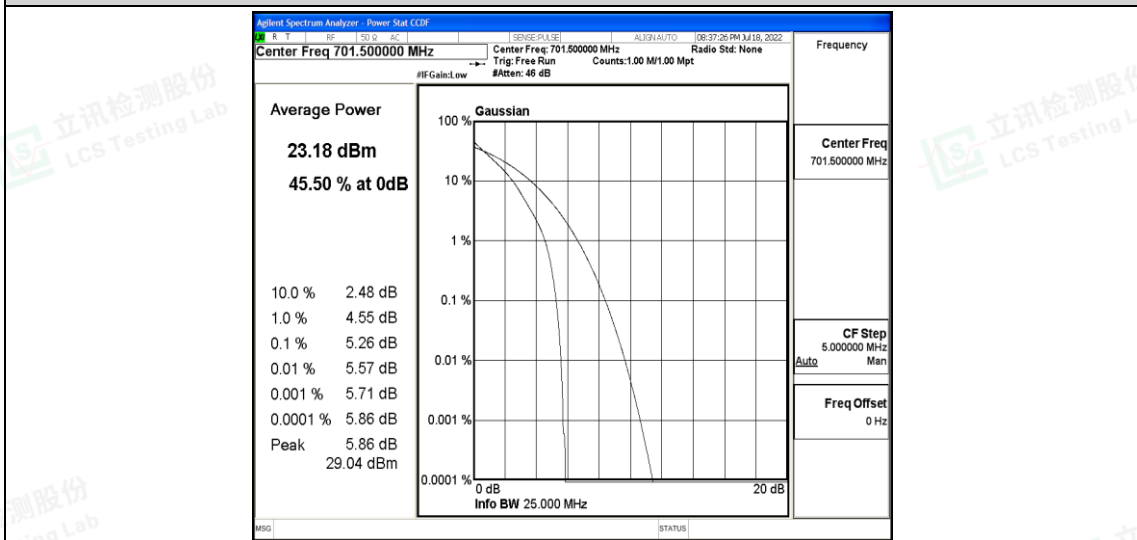 Agilent Spectrum Analyzer - Power Stat CCDF
LXI R T RF 50 Ω AC SENSE:PULSE ALIGNAUTO 08:37:26 PM Jul 18, 2022
Center Freq 701.500000 MHz
Center Freq: 701.500000 MHz Radio Std: None
Trig: Free Run Counts:1.00 M/1.00 Mpt
#IFGain:Low #Atten: 46 dB
Frequency
Average Power
23.18 dBm
45.50 % at 0dB
10.0 % 2.48 dB
1.0 % 4.55 dB
0.1 % 5.26 dB
0.01 % 5.57 dB
0.001 % 5.71 dB
0.0001 % 5.86 dB
Peak 5.86 dB
29.04 dBm
Gaussian
100 %
10 %
1 %
0.1 %
0.01 %
0.001 %
0.0001 %
0 dB 20 dB
Info BW 25.000 MHz
Center Freq
701.500000 MHz
CF Step
5.000000 MHz
Auto Man
Freq Offset
0 Hz
MSG STATUS
立讯检测股份
LCS Testing Lab
立讯检测股份
LCS Testing L
测股份
ing Lab
立